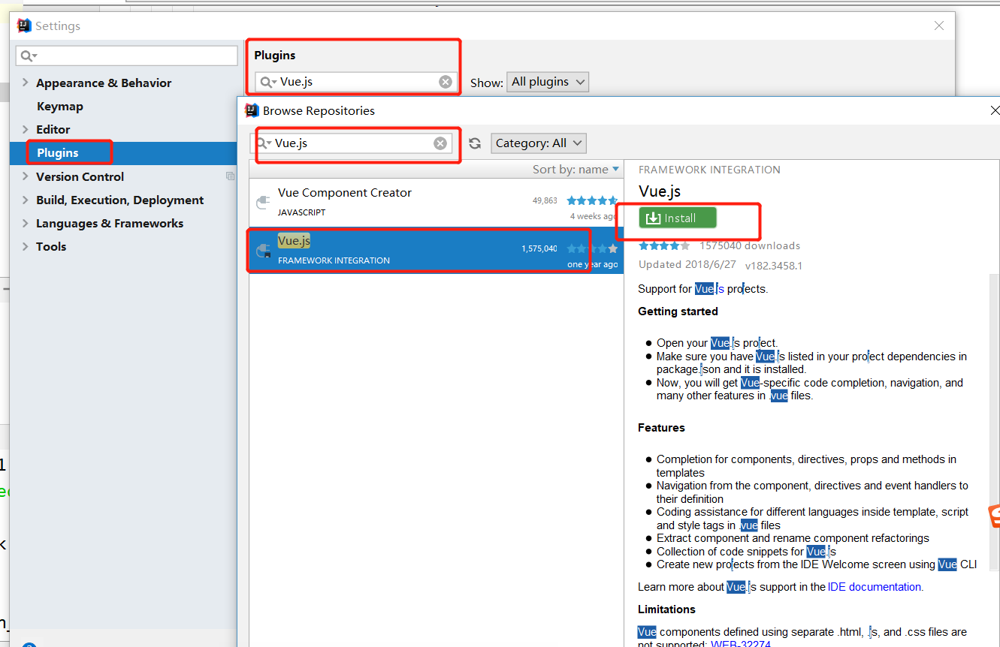 Settings
Appearance & Behavior
Keymap
Editor
Plugins
Version Control
Build, Execution, Deployment
Languages & Frameworks
Tools
Plugins
Vue.js
Show: All plugins
Browse Repositories
Vue.js
Category: All
Sort by: name
Vue Component Creator
49,863
JAVASCRIPT
4 weeks ago
Vue.js
1,575,040
FRAMEWORK INTEGRATION
one year ago
FRAMEWORK INTEGRATION
Vue.js
Install
1575040 downloads
Updated 2018/6/27 v182.3458.1
Support for Vue.js projects.
Getting started
● Open your Vue.js project.
● Make sure you have Vue.js listed in your project dependencies in
package.json and it is installed.
● Now, you will get Vue-specific code completion, navigation, and
many other features in .vue files.
Features
● Completion for components, directives, props and methods in
templates
● Navigation from the component, directives and event handlers to
their definition
● Coding assistance for different languages inside template, script
and style tags in .vue files
● Extract component and rename component refactorings
● Collection of code snippets for Vue.js
● Create new projects from the IDE Welcome screen using Vue CLI
Learn more about Vue.js support in the IDE documentation.
Limitations
Vue components defined using separate .html, .js, and .css files are
not supported: WEB-32274